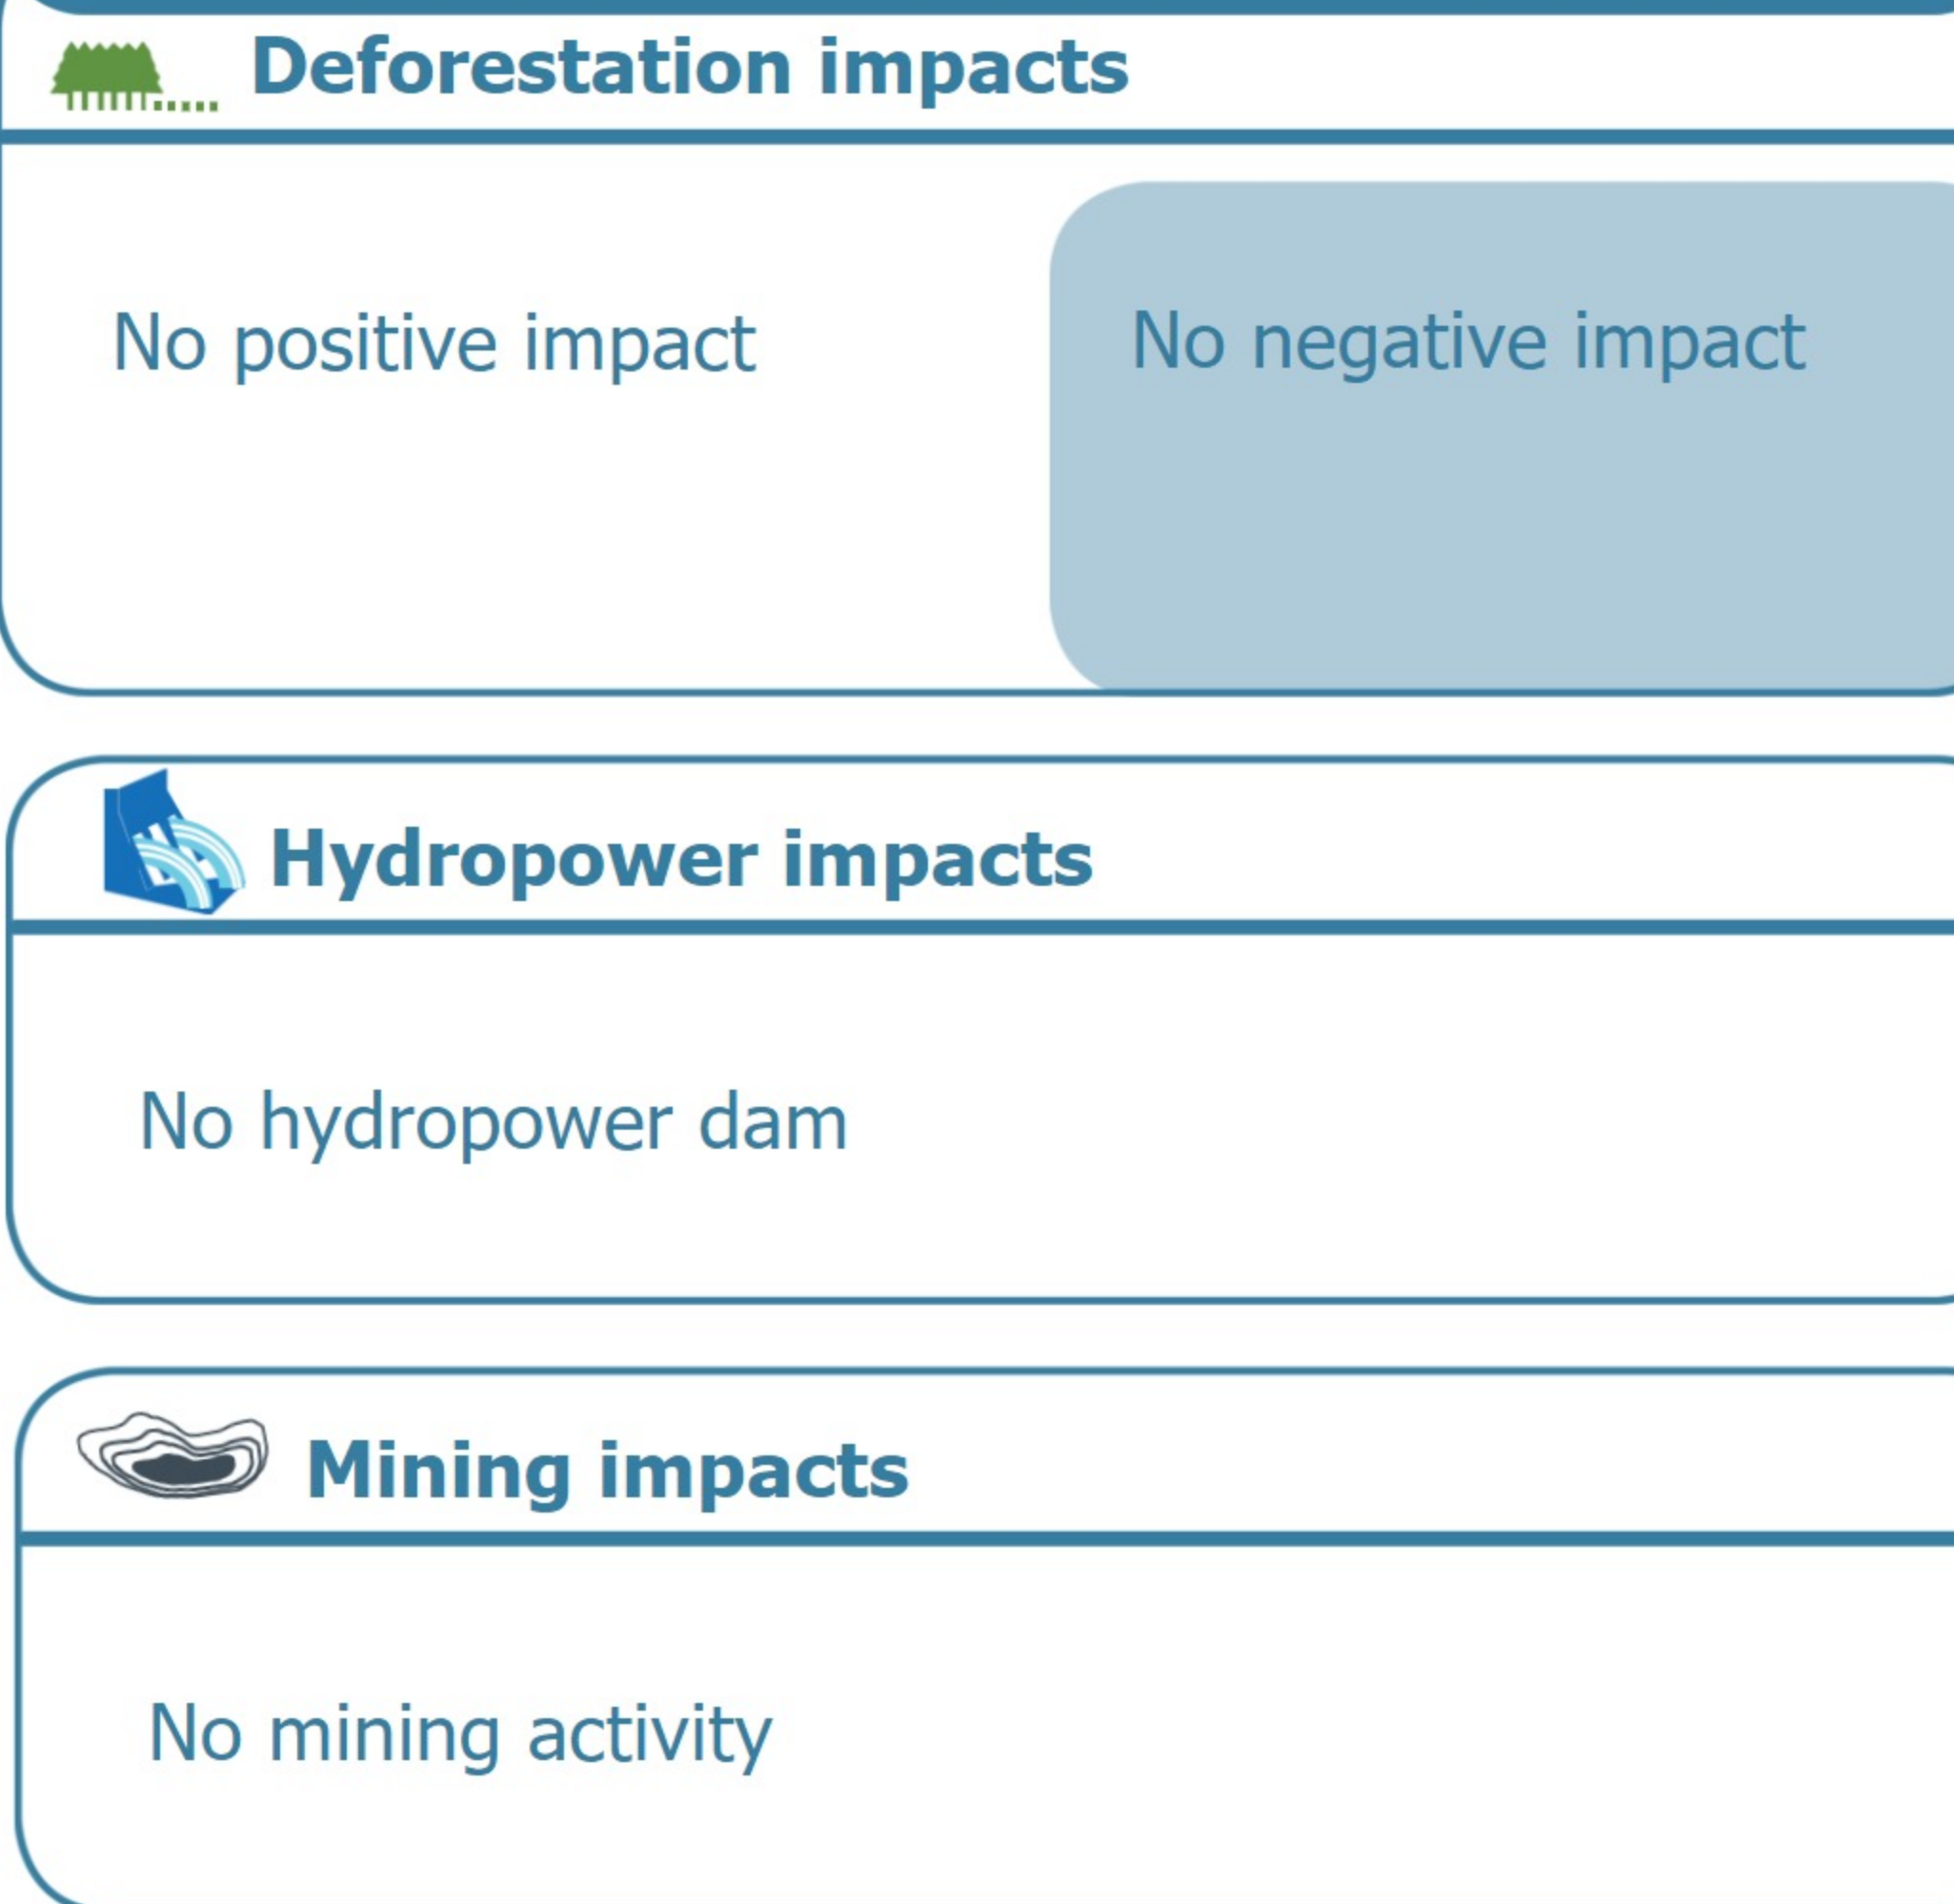 Deforestation impacts
No positive impact
No negative impact
Hydropower impacts
No hydropower dam
Mining impacts
No mining activity